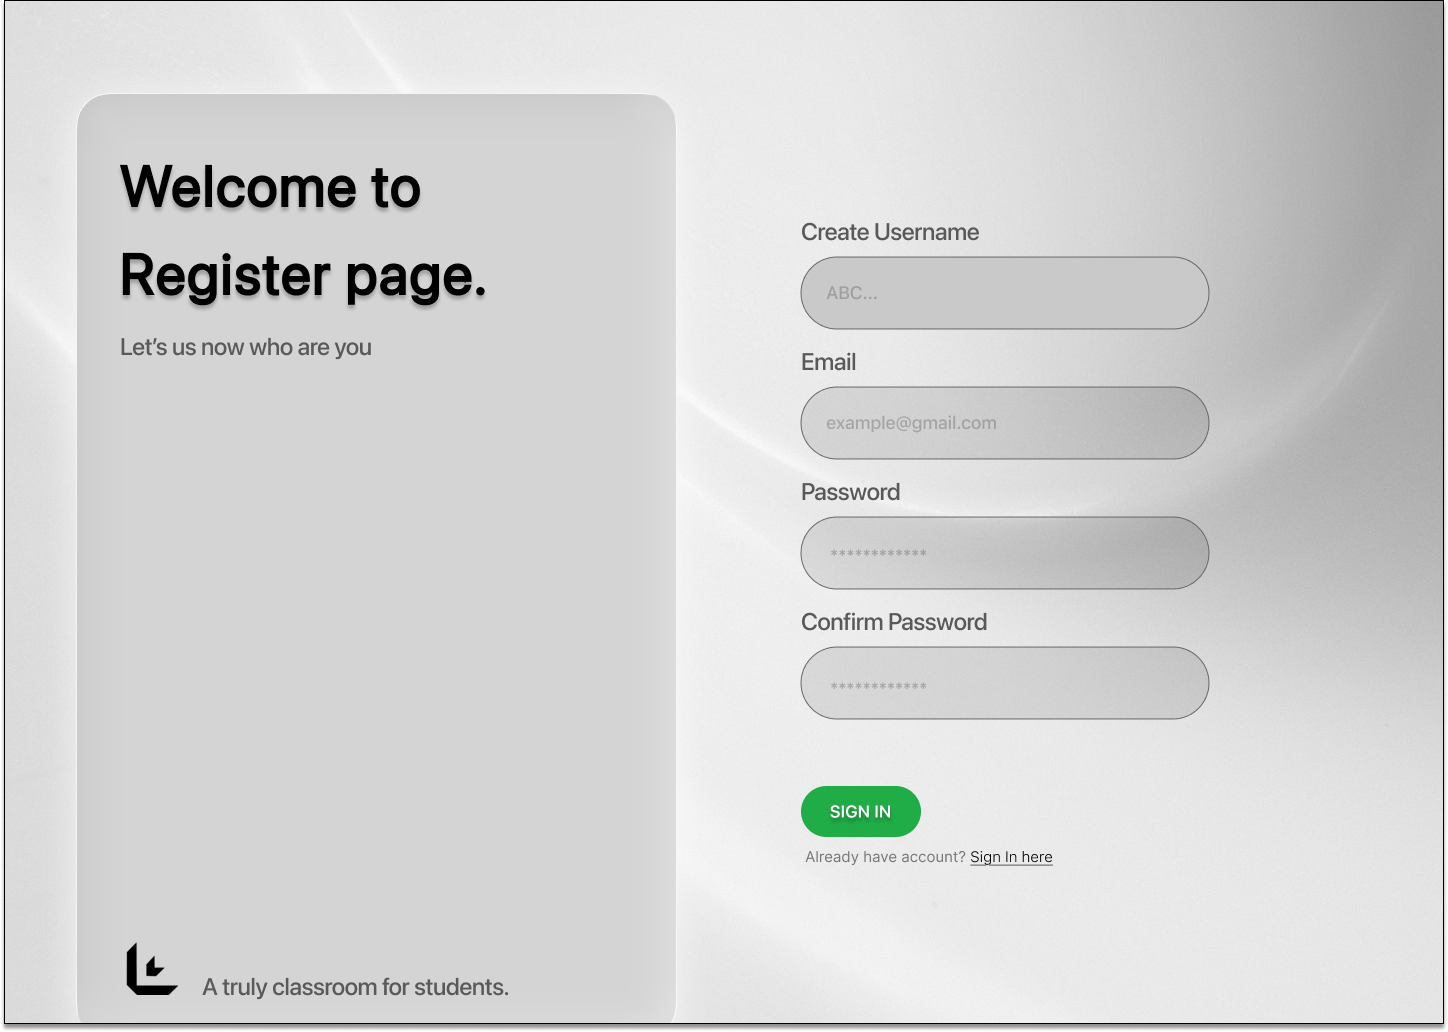 Welcome to
Register page.
Let’s us now who are you
A truly classroom for students.
Create Username
ABC...
Email
example@gmail.com
Password
************
Confirm Password
************
SIGN IN
Already have account? Sign In here